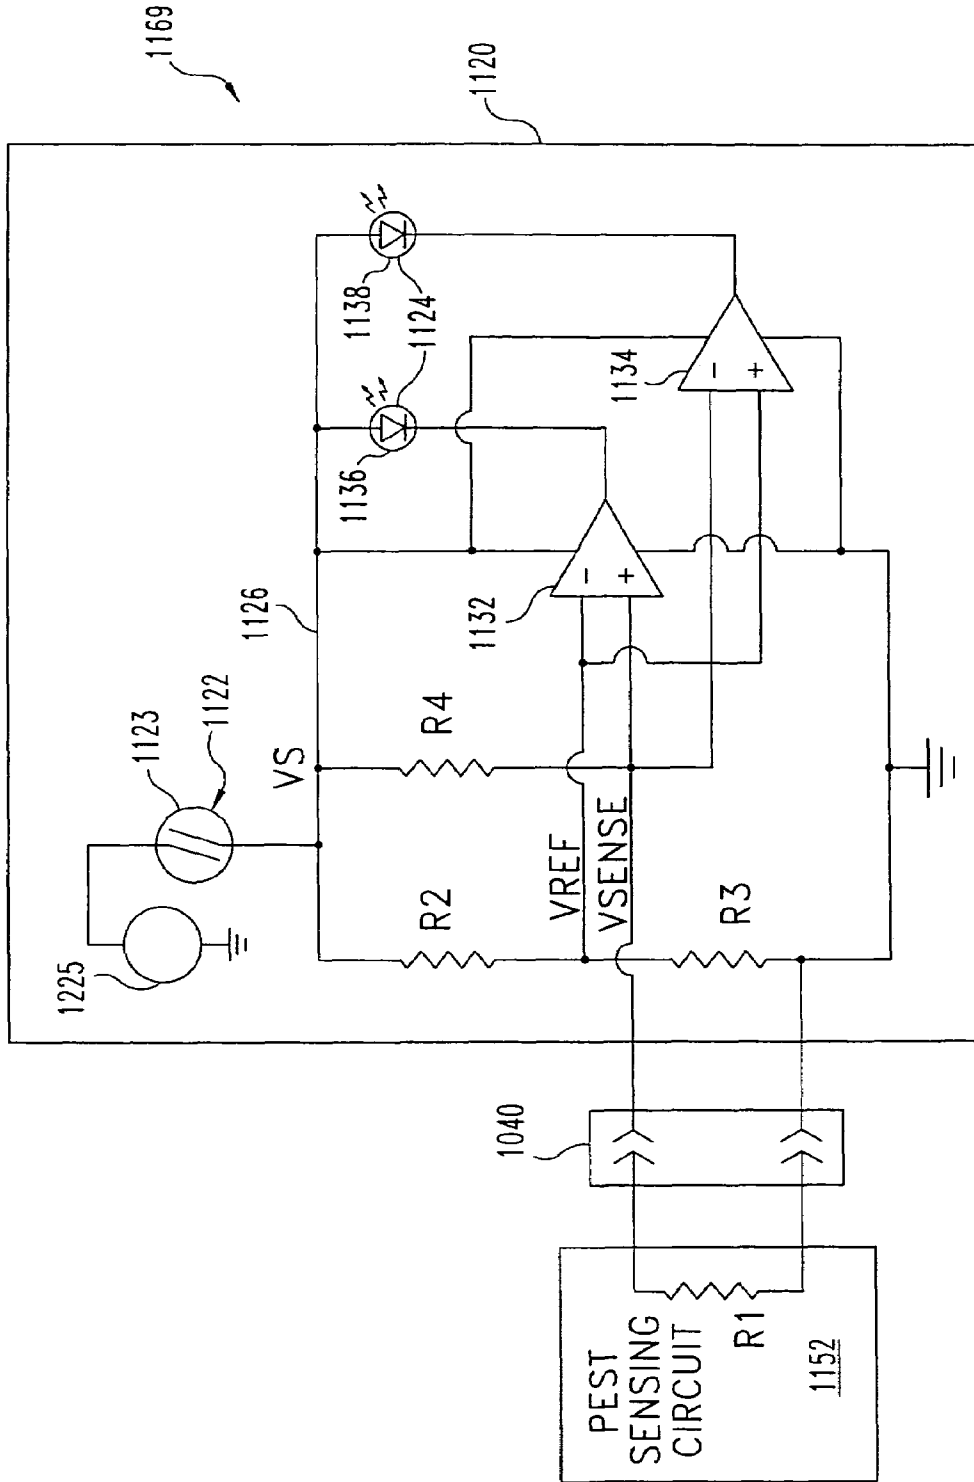 1169
1120
1138
1124
1136
1134
1126
1132
1123
1122
VS
R4
1225
R2
VREF
VSENSE
R3
-
+
-
+
1040
PEST
SENSING
CIRCUIT
R1
1152